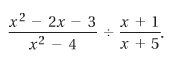 x² − 2x − 3 / x² − 4 ÷ x + 1 / x + 5.